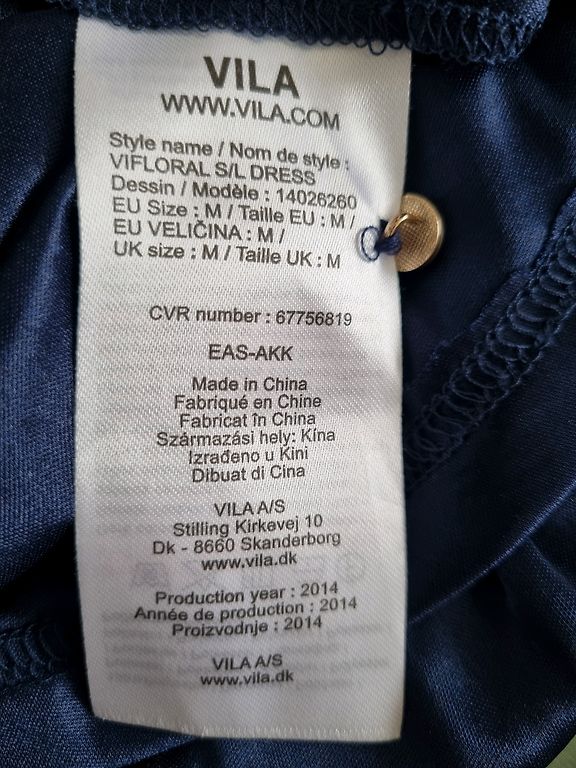 VILA
WWW.VILA.COM
Style name / Nom de style :
VIFLORAL S/L DRESS
Dessin / Modèle : 14026260
EU Size : M / Taille EU : M /
EU VELIČINA : M /
UK size : M / Taille UK : M
CVR number : 67756819
EAS-AKK
Made in China
Fabriqué en Chine
Fabricat în China
Származási hely: Kína
Izrađeno u Kini
Dibuat di Cina
VILA A/S
Stilling Kirkevej 10
Dk - 8660 Skanderborg
www.vila.dk
Production year : 2014
Année de production : 2014
Proizvodnje : 2014
VILA A/S
www.vila.dk